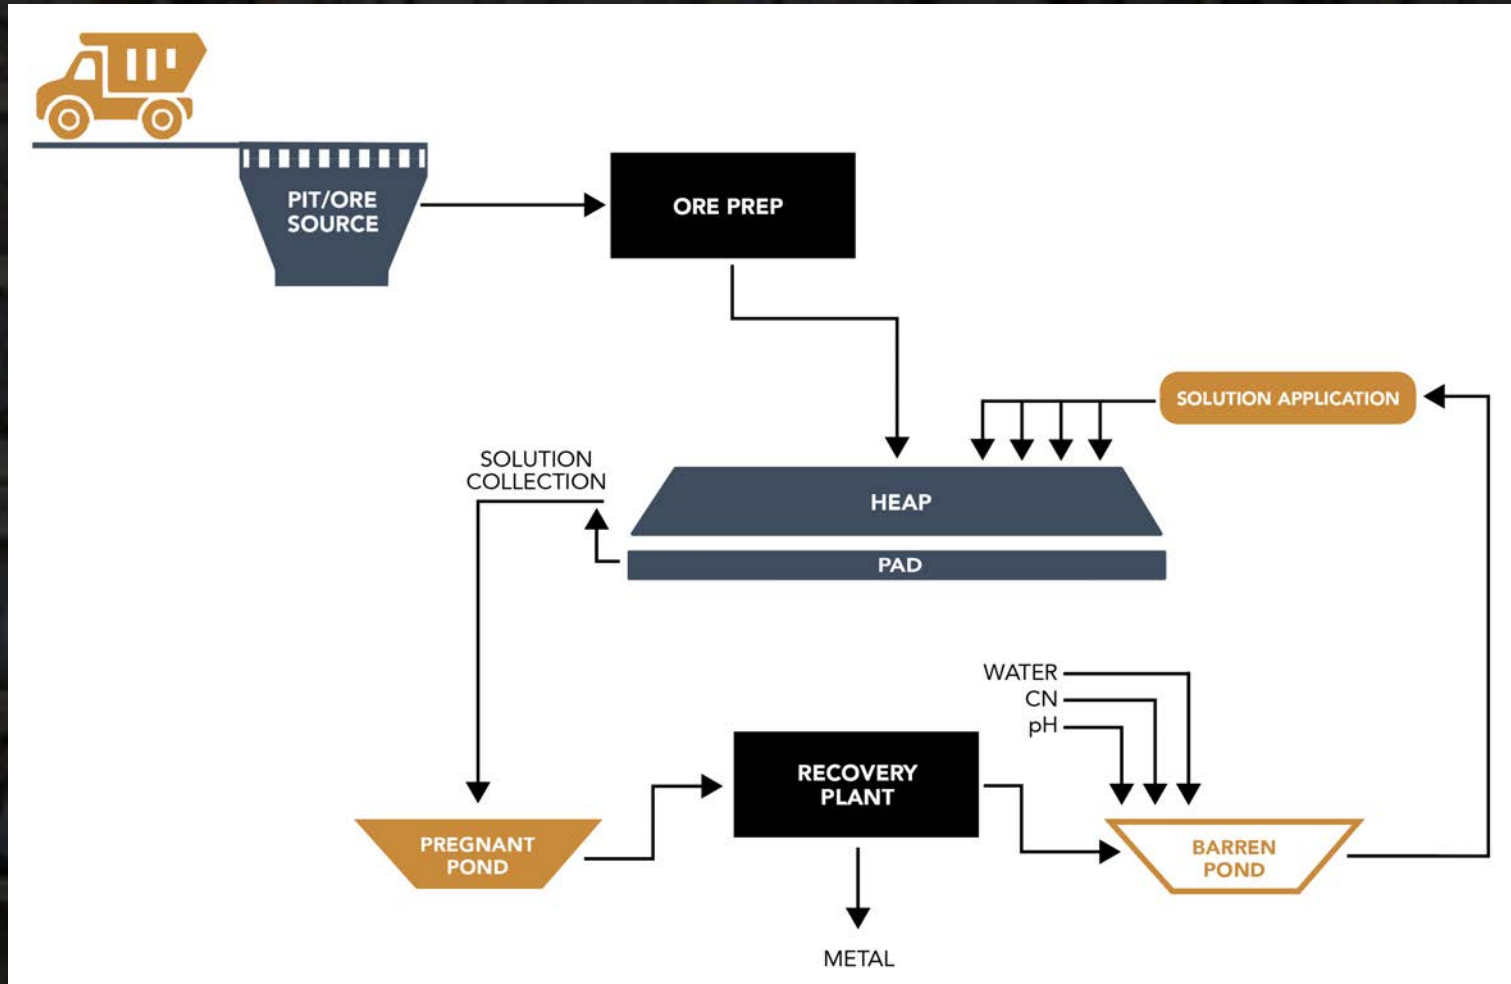 PIT/ORE
SOURCE
ORE PREP
SOLUTION APPLICATION
SOLUTION
COLLECTION
HEAP
PAD
WATER
CN
pH
RECOVERY
PLANT
PREGNANT
POND
BARREN
POND
METAL